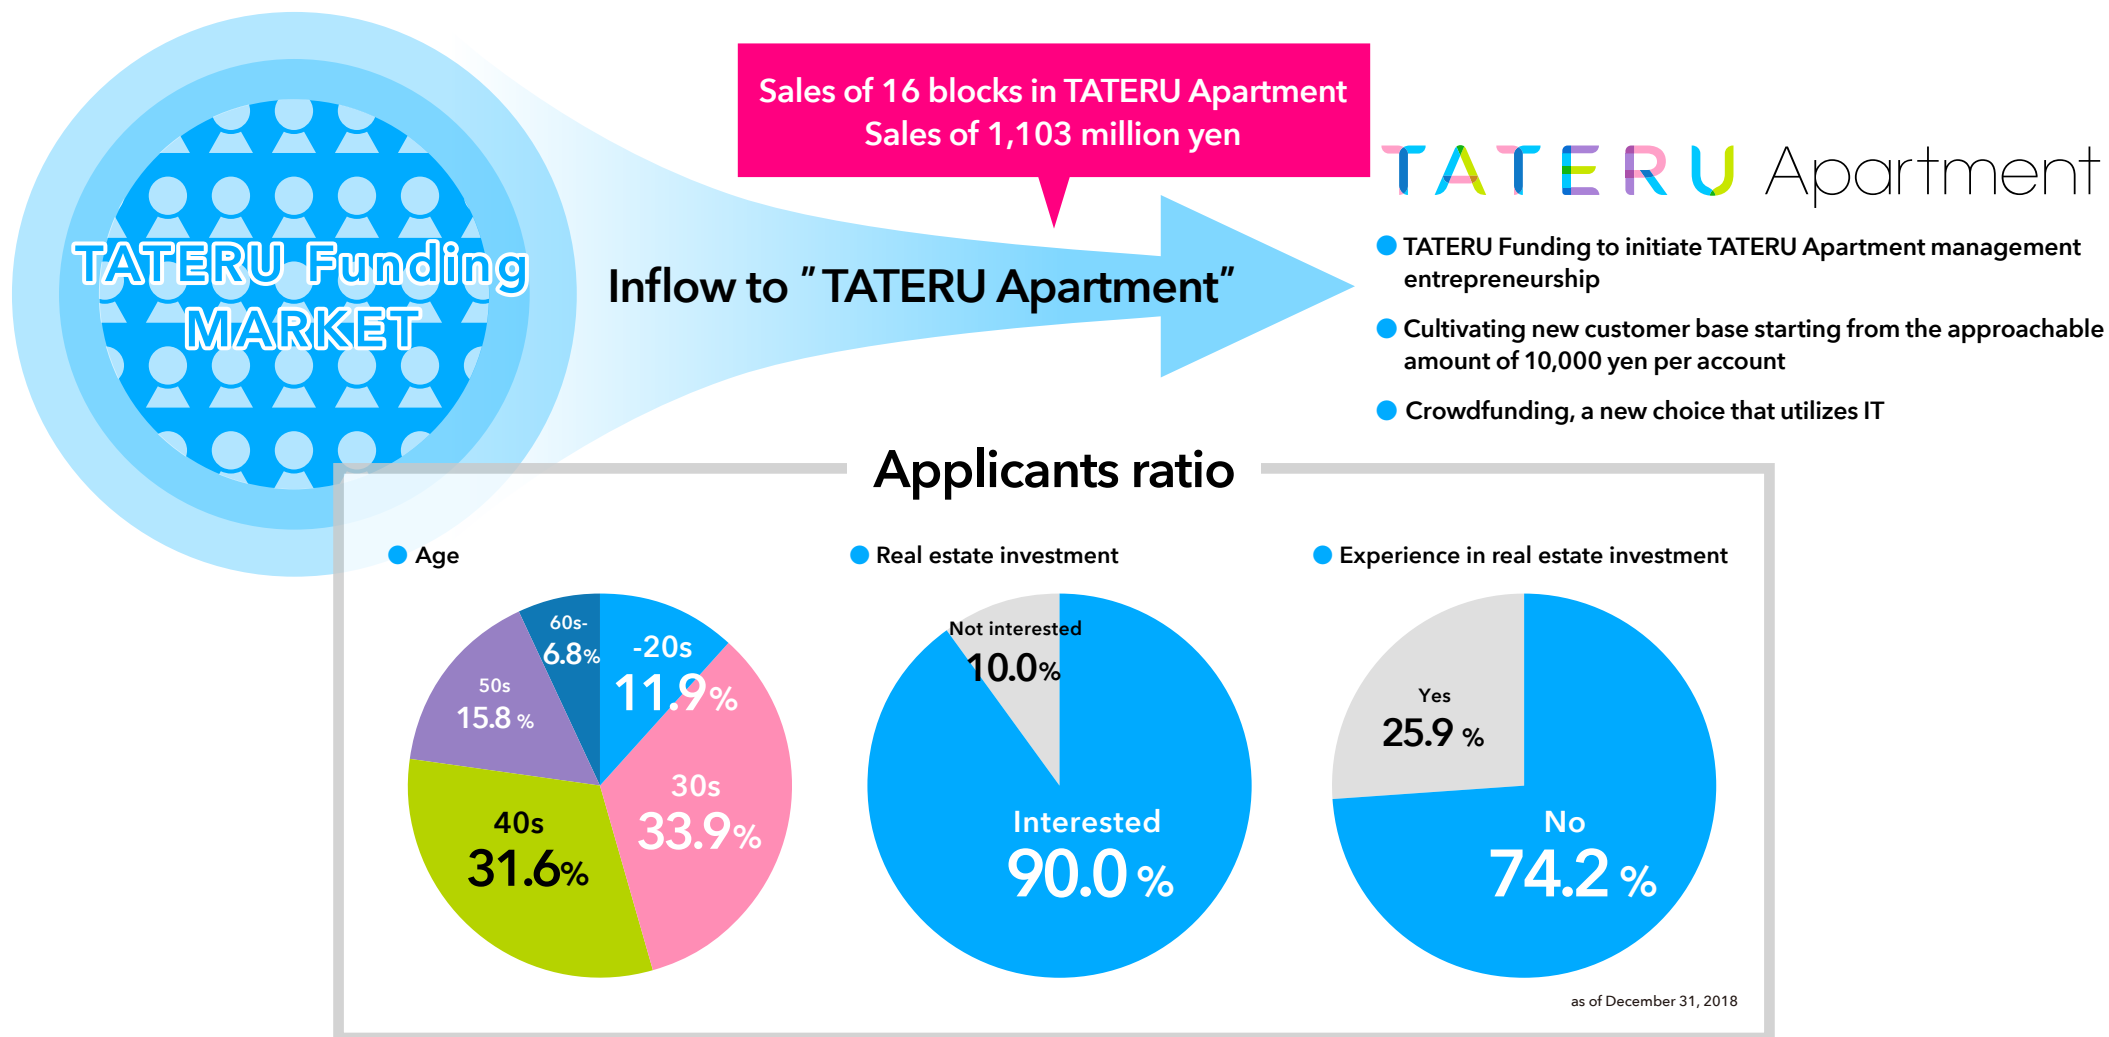 TATERU Funding
MARKET
Sales of 16 blocks in TATERU Apartment
Sales of 1,103 million yen
Inflow to "TATERU Apartment"
TATERU Apartment
TATERU Funding to initiate TATERU Apartment management
entrepreneurship
Cultivating new customer base starting from the approachable
amount of 10,000 yen per account
Crowdfunding, a new choice that utilizes IT
Applicants ratio
Age
60s-
6.8%
-20s
11.9%
50s
15.8 %
30s
33.9%
40s
31.6%
Real estate investment
Not interested
10.0%
Interested
90.0 %
Experience in real estate investment
Yes
25.9 %
No
74.2 %
as of December 31, 2018